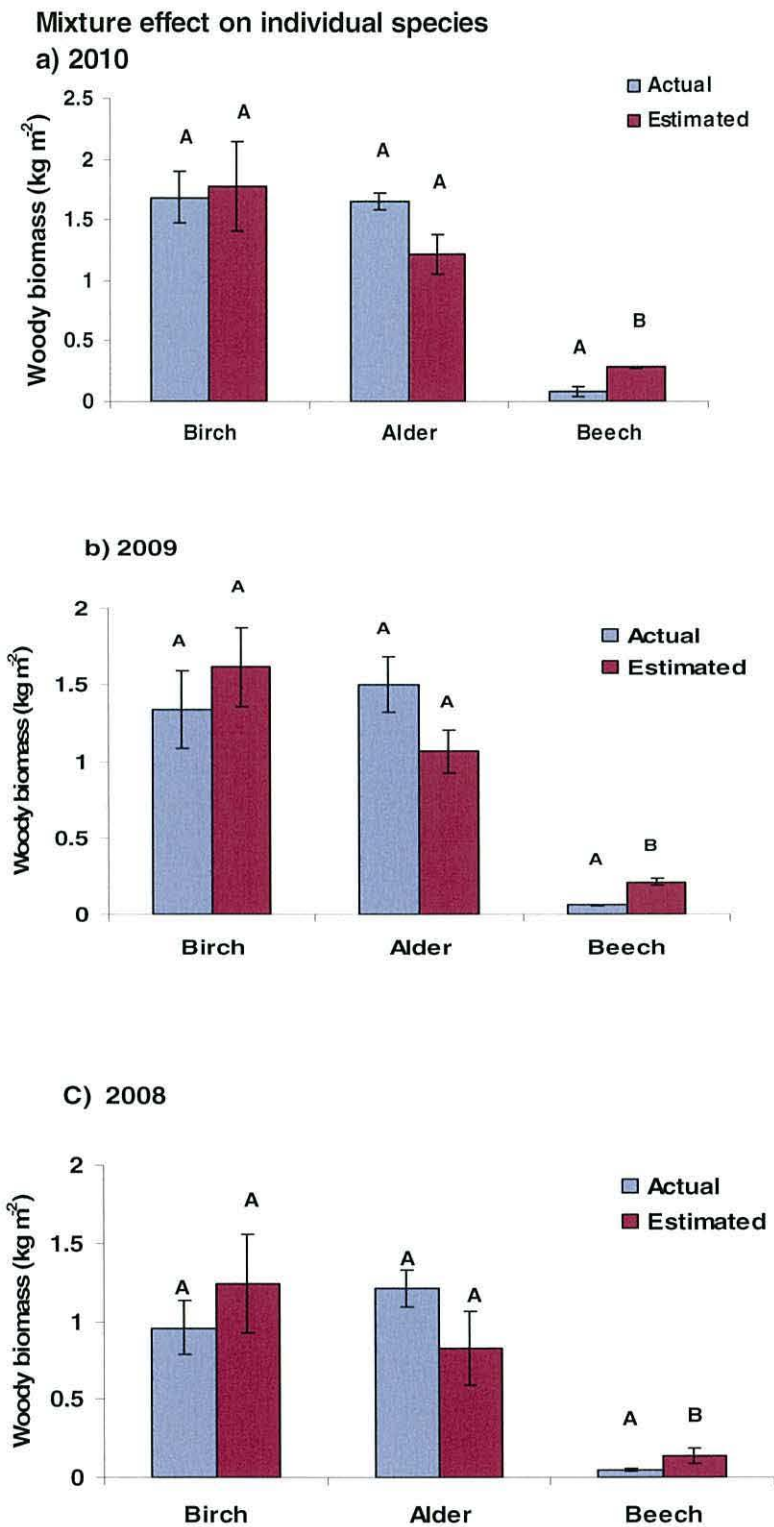 Mixture effect on individual species
a) 2010
Actual
Estimated
Woody biomass (kg m-2)
2.5
2
1.5
1
0.5
0
A
A
A
A
A
B
Birch
Alder
Beech
b) 2009
Actual
Estimated
Woody biomass (kg m-2)
2
1.5
1
0.5
0
A
A
A
A
A
B
Birch
Alder
Beech
C) 2008
Actual
Estimated
Woody biomass (kg m-2)
2
1.5
1
0.5
0
A
A
A
A
A
B
Birch
Alder
Beech